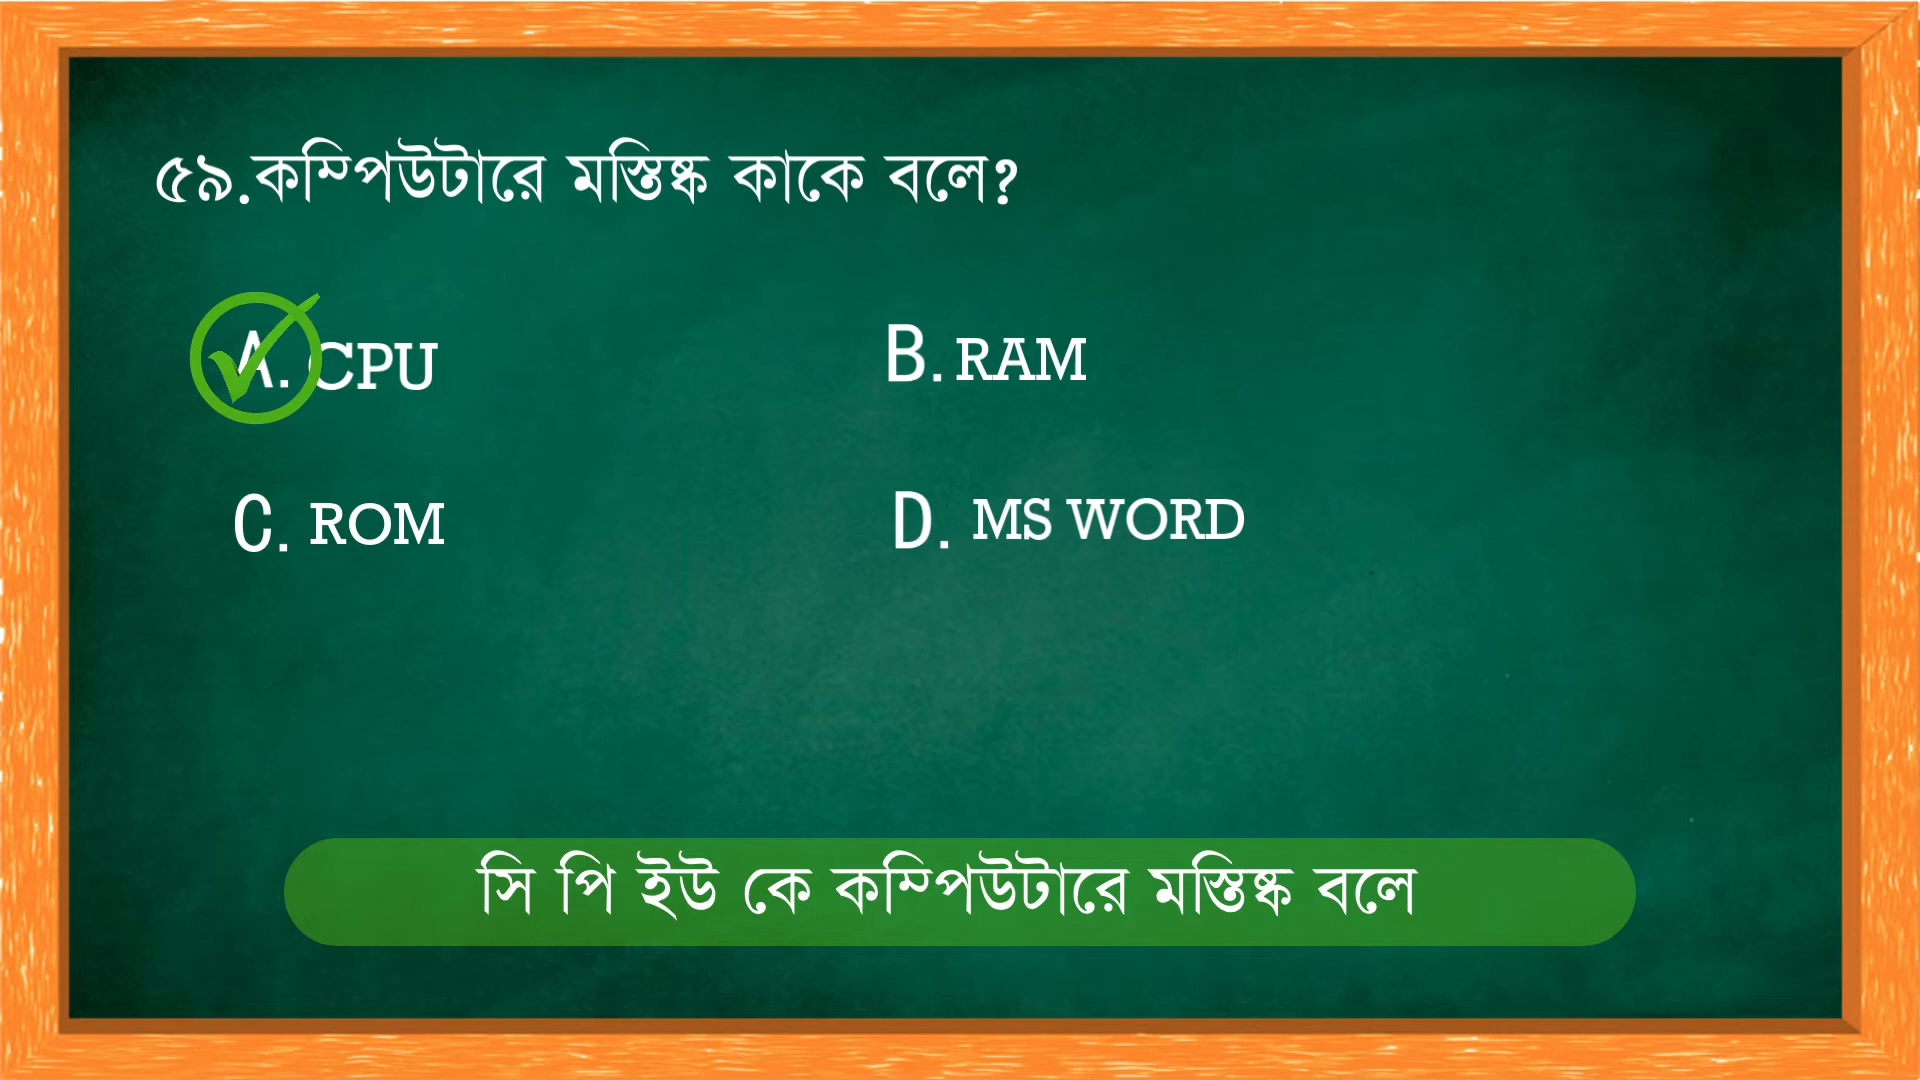 ৫৯.কম্পিউটারে মস্তিষ্ক কাকে বলে?
A. CPU
B. RAM
C. ROM
D. MS WORD
সি পি ইউ কে কম্পিউটারে মস্তিষ্ক বলে